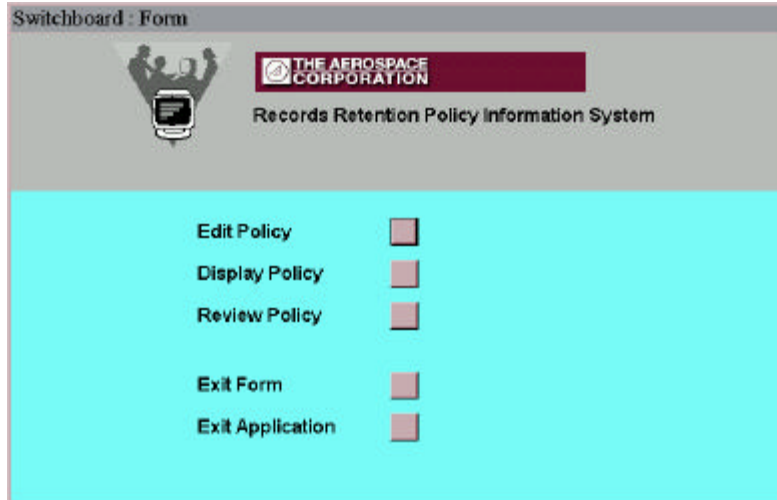 Switchboard : Form
THE AEROSPACE
CORPORATION
Records Retention Policy Information System
Edit Policy
Display Policy
Review Policy
Exit Form
Exit Application